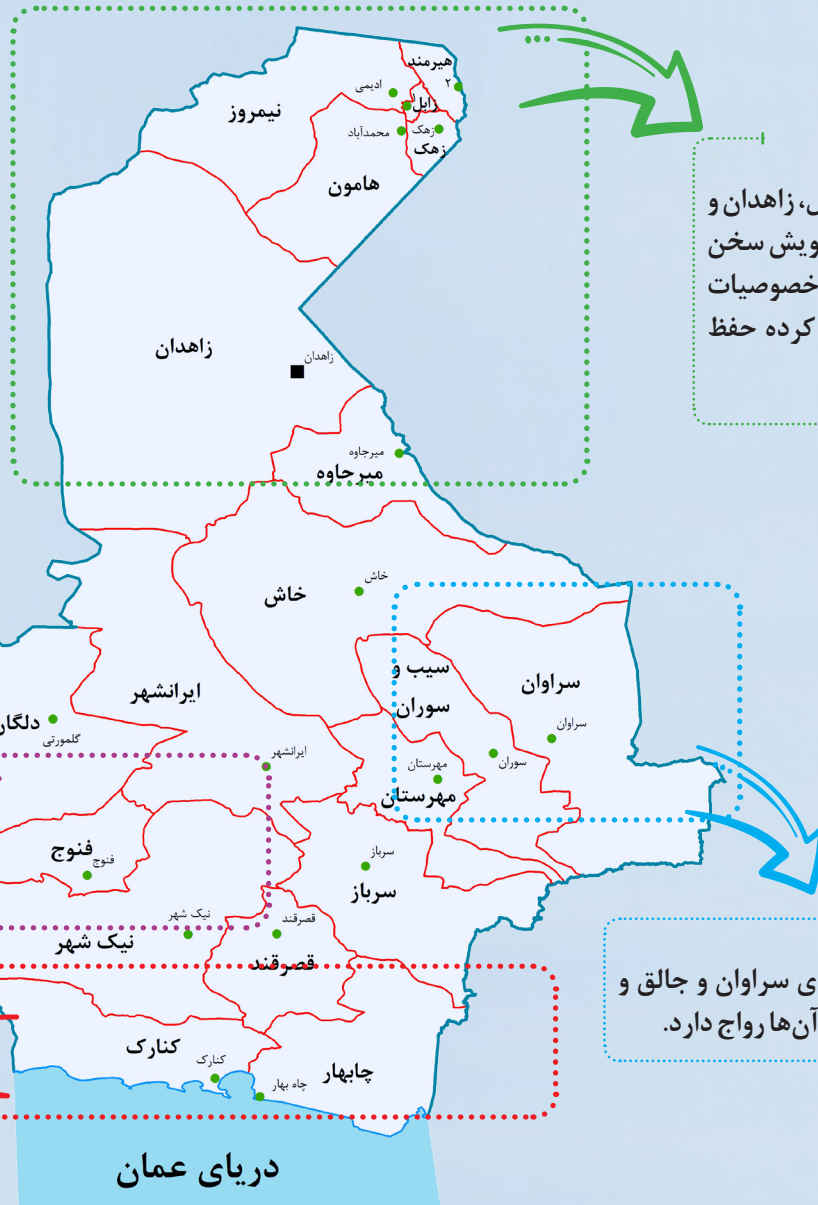 هیرمند
۲
ادیمی
زابل
نیمروز
زهک
محمدآباد
زهک
هامون
زاهدان و
سخن
خصوصیات
کرده حفظ
زاهدان
زاهدان
میرجاوه
میرجاوه
خاش
خاش
سیب و
سوران
سراوان
سراوان
ایرانشهر
گلمورتی
ایرانشهر
سوران
مهرستان
مهرستان
فنوج
فنوج
سرباز
سرباز
نیک شهر
نیک شهر
قصرقند
قصرقند
سراوان و جالق و
آن‌ها رواج دارد.
کنارک
کنارک
چابهار
چاه بهار
دریای عمان